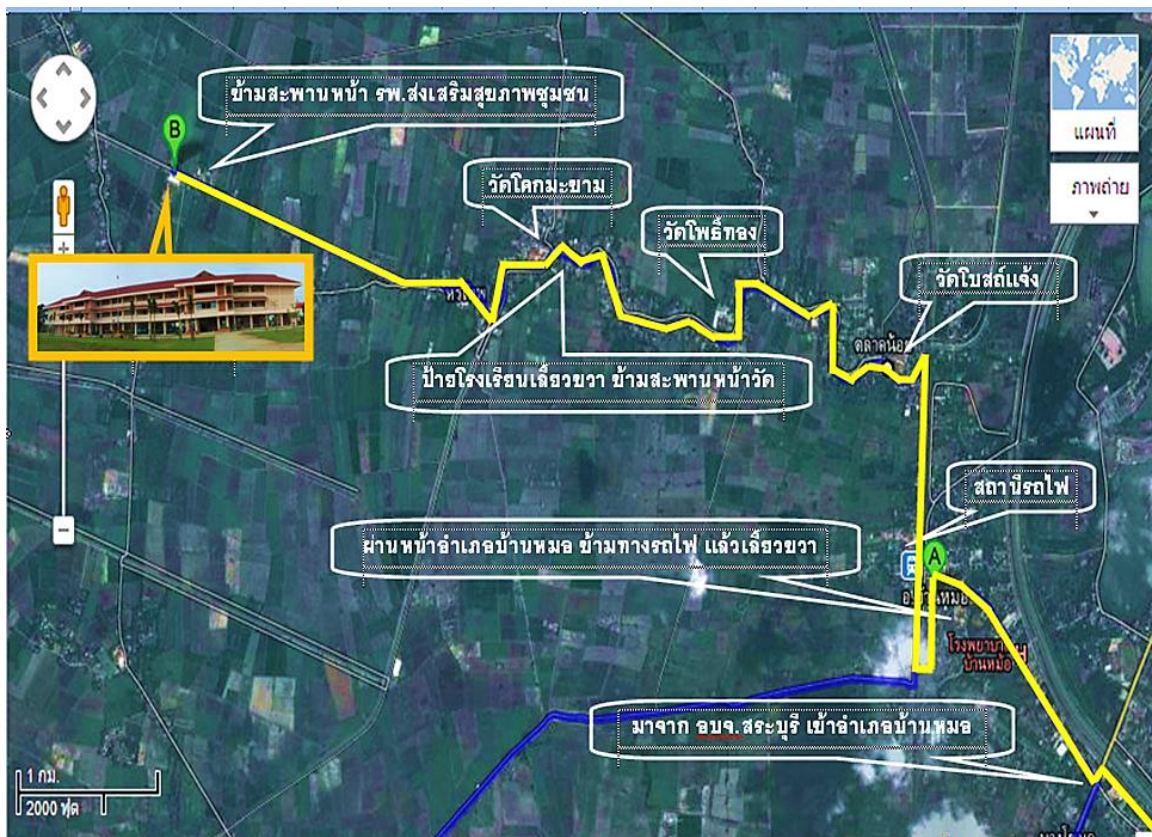 ข้ามสะพานหน้า รพ.ส่งเสริมสุขภาพชุมชน
B
แผนที่
ภาพถ่าย
วัดโคกมะขาม
วัดโพธิ์ทอง
วัดโบสถ์แจ้ง
ตลาดน้อย
ป้ายโรงเรียนเลี้ยวขวา ข้ามสะพานหน้าวัด
สถานีรถไฟ
ผ่านหน้าอำเภอบ้านหมอ ข้ามทางรถไฟ แล้วเลี้ยวขวา
A
โรงพยาบาล
บ้านหม้อ
H
มาจาก อบจ.สระบุรี เข้าอำเภอบ้านหมอ
1 กม.
2000 ฟุต